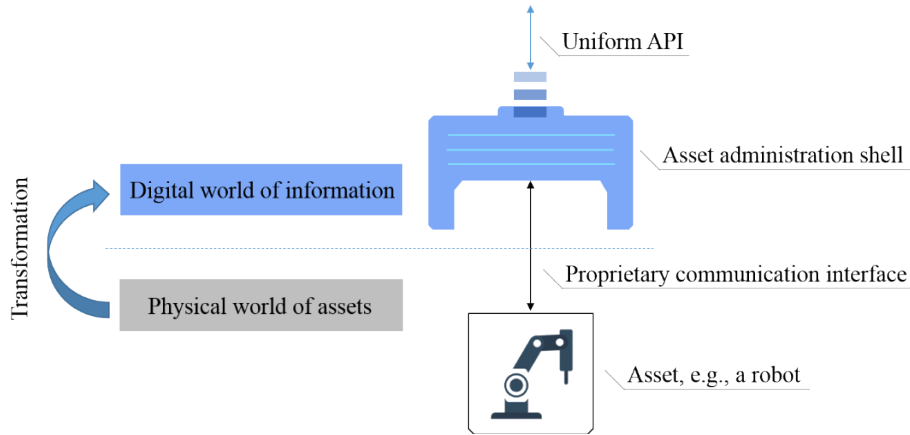 Uniform API
Asset administration shell
Digital world of information
Transformation
Proprietary communication interface
Physical world of assets
Asset, e.g., a robot